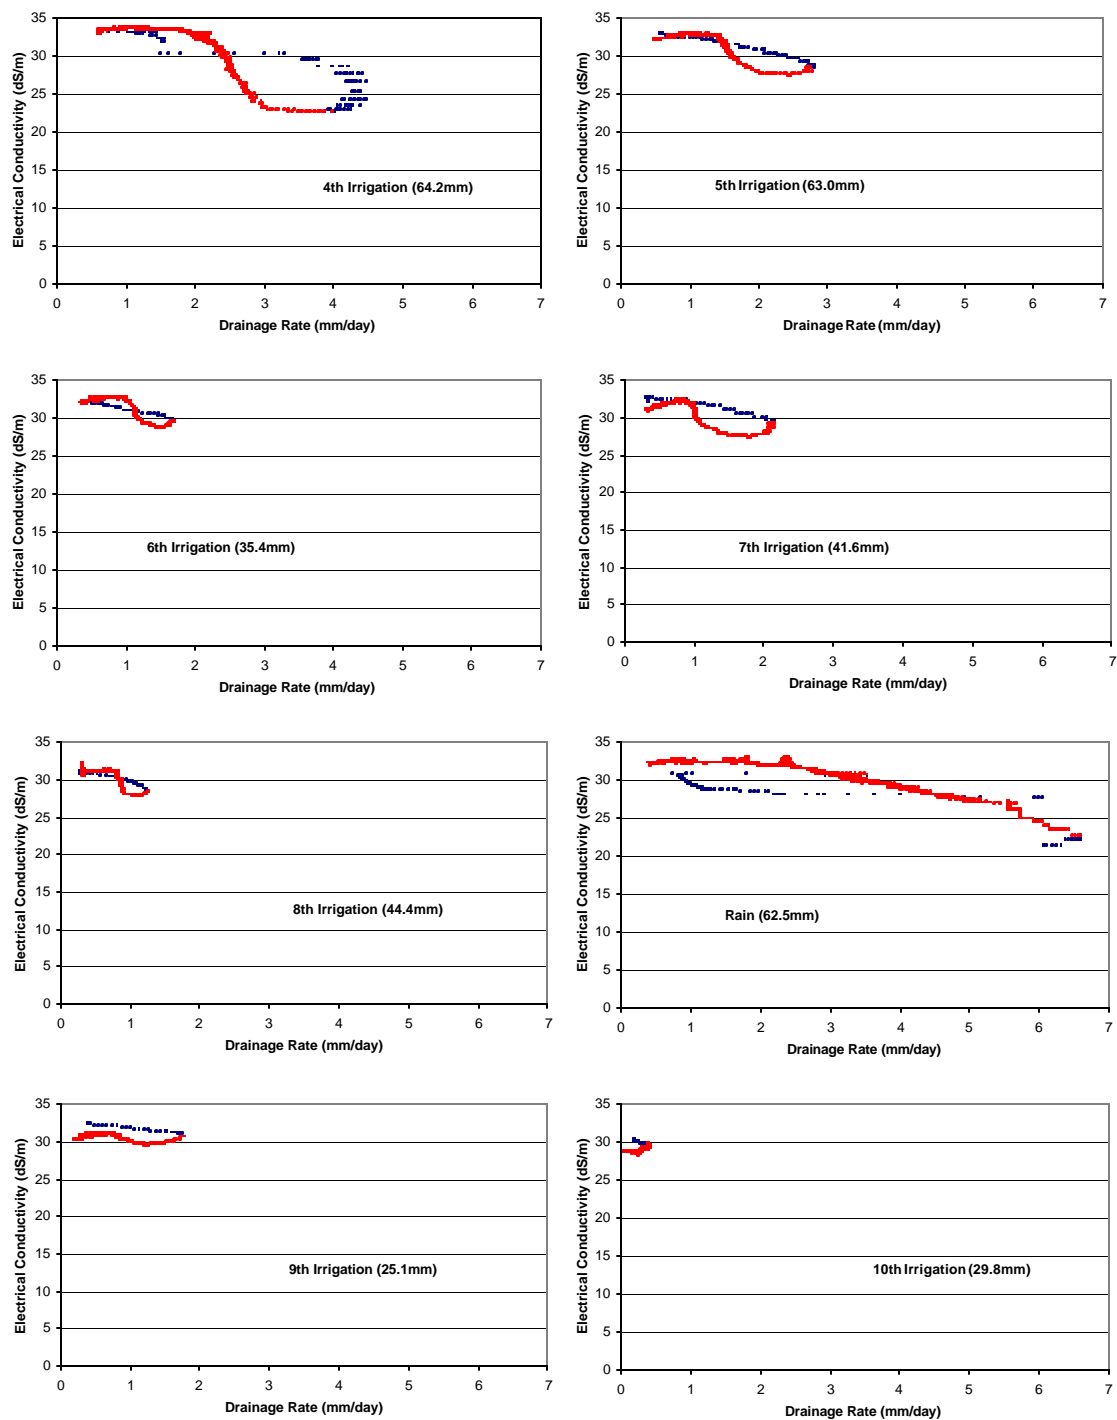 Electrical Conductivity (dS/m)
35
30
25
20
15
10
5
0
4th Irrigation (64.2mm)
0 1 2 3 4 5 6 7
Drainage Rate (mm/day)
Electrical Conductivity (dS/m)
35
30
25
20
15
10
5
0
5th Irrigation (63.0mm)
0 1 2 3 4 5 6 7
Drainage Rate (mm/day)
Electrical Conductivity (dS/m)
35
30
25
20
15
10
5
0
6th Irrigation (35.4mm)
0 1 2 3 4 5 6 7
Drainage Rate (mm/day)
Electrical Conductivity (dS/m)
35
30
25
20
15
10
5
0
7th Irrigation (41.6mm)
0 1 2 3 4 5 6 7
Drainage Rate (mm/day)
Electrical Conductivity (dS/m)
35
30
25
20
15
10
5
0
8th Irrigation (44.4mm)
0 1 2 3 4 5 6 7
Drainage Rate (mm/day)
Electrical Conductivity (dS/m)
35
30
25
20
15
10
5
0
Rain (62.5mm)
0 1 2 3 4 5 6 7
Drainage Rate (mm/day)
Electrical Conductivity (dS/m)
35
30
25
20
15
10
5
0
9th Irrigation (25.1mm)
0 1 2 3 4 5 6 7
Drainage Rate (mm/day)
Electrical Conductivity (dS/m)
35
30
25
20
15
10
5
0
10th Irrigation (29.8mm)
0 1 2 3 4 5 6 7
Drainage Rate (mm/day)